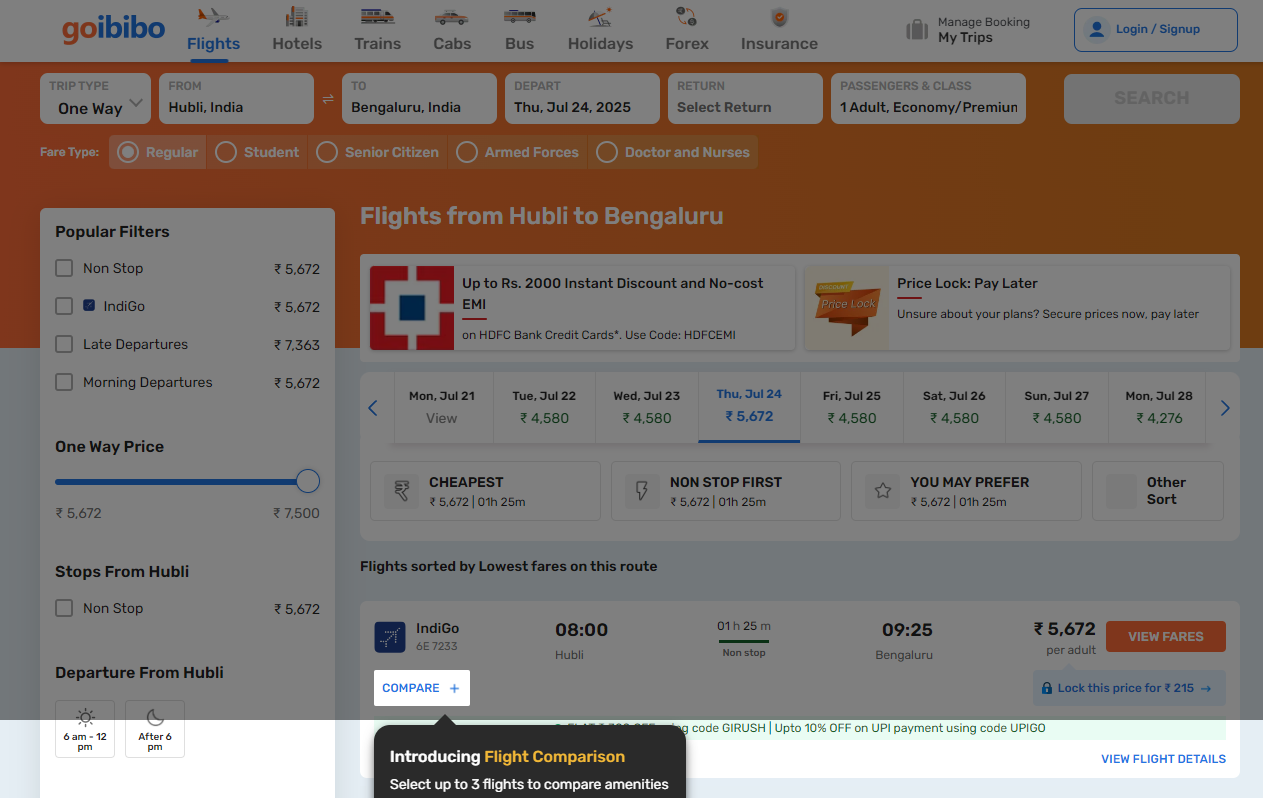 goibibo
Flights
Hotels
Trains
Cabs
Bus
Holidays
Forex
Insurance
Manage Booking
My Trips
Login / Signup
TRIP TYPE
One Way
FROM
Hubli, India
TO
Bengaluru, India
DEPART
Thu, Jul 24, 2025
RETURN
Select Return
PASSENGERS & CLASS
1 Adult, Economy/Premiun
SEARCH
Fare Type:
Regular
Student
Senior Citizen
Armed Forces
Doctor and Nurses
Popular Filters
Non Stop ₹ 5,672
IndiGo ₹ 5,672
Late Departures ₹ 7,363
Morning Departures ₹ 5,672
One Way Price
₹ 5,672 ₹ 7,500
Stops From Hubli
Non Stop ₹ 5,672
Departure From Hubli
6 am - 12
pm
After 6
pm
Flights from Hubli to Bengaluru
Up to Rs. 2000 Instant Discount and No-cost
EMI
on HDFC Bank Credit Cards*. Use Code: HDFCEMI
DISCOUNT
Price Lock
Price Lock: Pay Later
Unsure about your plans? Secure prices now, pay later
Mon, Jul 21
View
Tue, Jul 22
₹ 4,580
Wed, Jul 23
₹ 4,580
Thu, Jul 24
₹ 5,672
Fri, Jul 25
₹ 4,580
Sat, Jul 26
₹ 4,580
Sun, Jul 27
₹ 4,580
Mon, Jul 28
₹ 4,276
CHEAPEST
₹ 5,672 | 01h 25m
NON STOP FIRST
₹ 5,672 | 01h 25m
YOU MAY PREFER
₹ 5,672 | 01h 25m
Other
Sort
Flights sorted by Lowest fares on this route
IndiGo
6E 7233
08:00
Hubli
01 h 25 m
Non stop
09:25
Bengaluru
₹ 5,672
per adult
VIEW FARES
COMPARE +
Lock this price for ₹ 215 →
code GIRUSH | Upto 10% OFF on UPI payment using code UPIGO
Introducing Flight Comparison
Select up to 3 flights to compare amenities
VIEW FLIGHT DETAILS